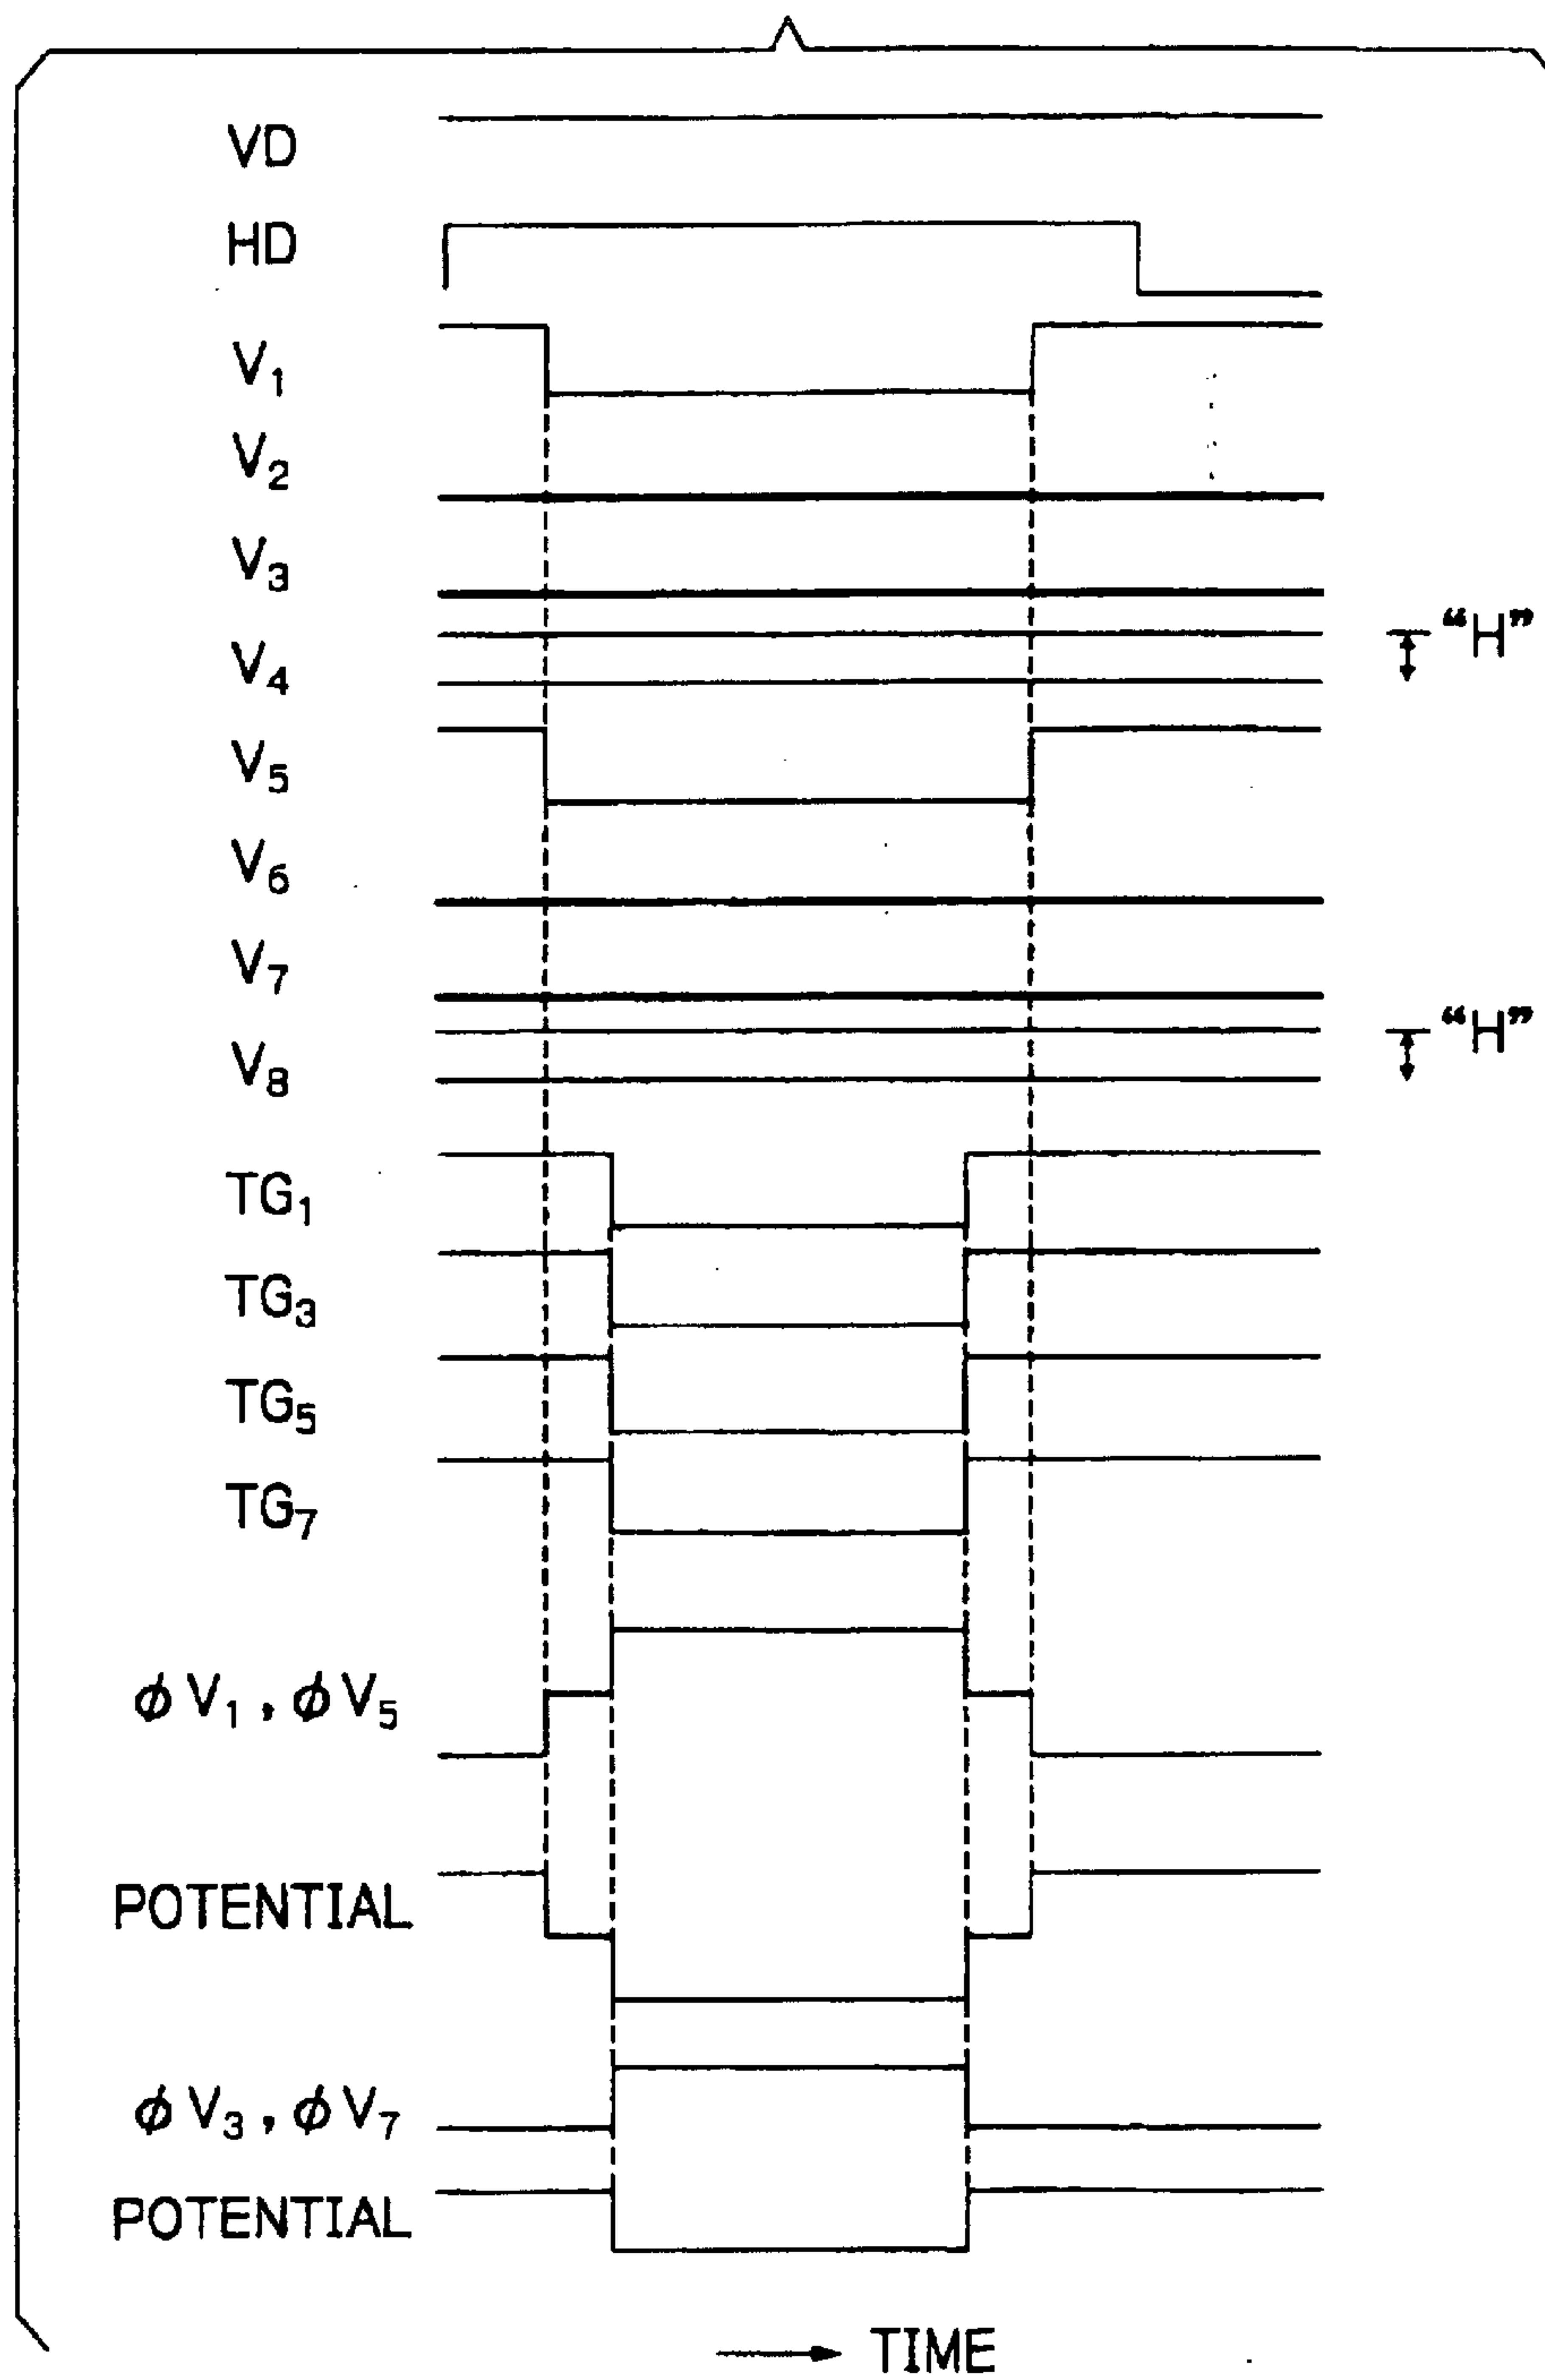 VD
HD
V₁
V₂
V₃
V₄ “H”
V₅
V₆
V₇
V₈ “H”
TG₁
TG₃
TG₅
TG₇
ϕV₁, ϕV₅
POTENTIAL
ϕV₃, ϕV₇
POTENTIAL
TIME